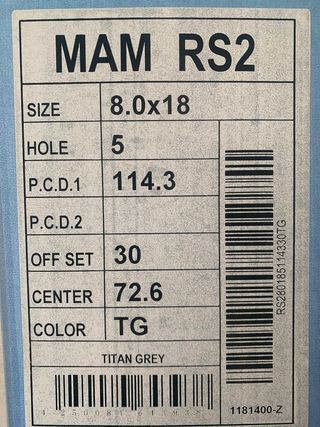 MAM RS2
SIZE 8.0x18
HOLE 5
P.C.D.1 114.3
P.C.D.2
OFF SET 30
CENTER 72.6
COLOR TG
TITAN GREY
RS280185114330TG
1181400-Z